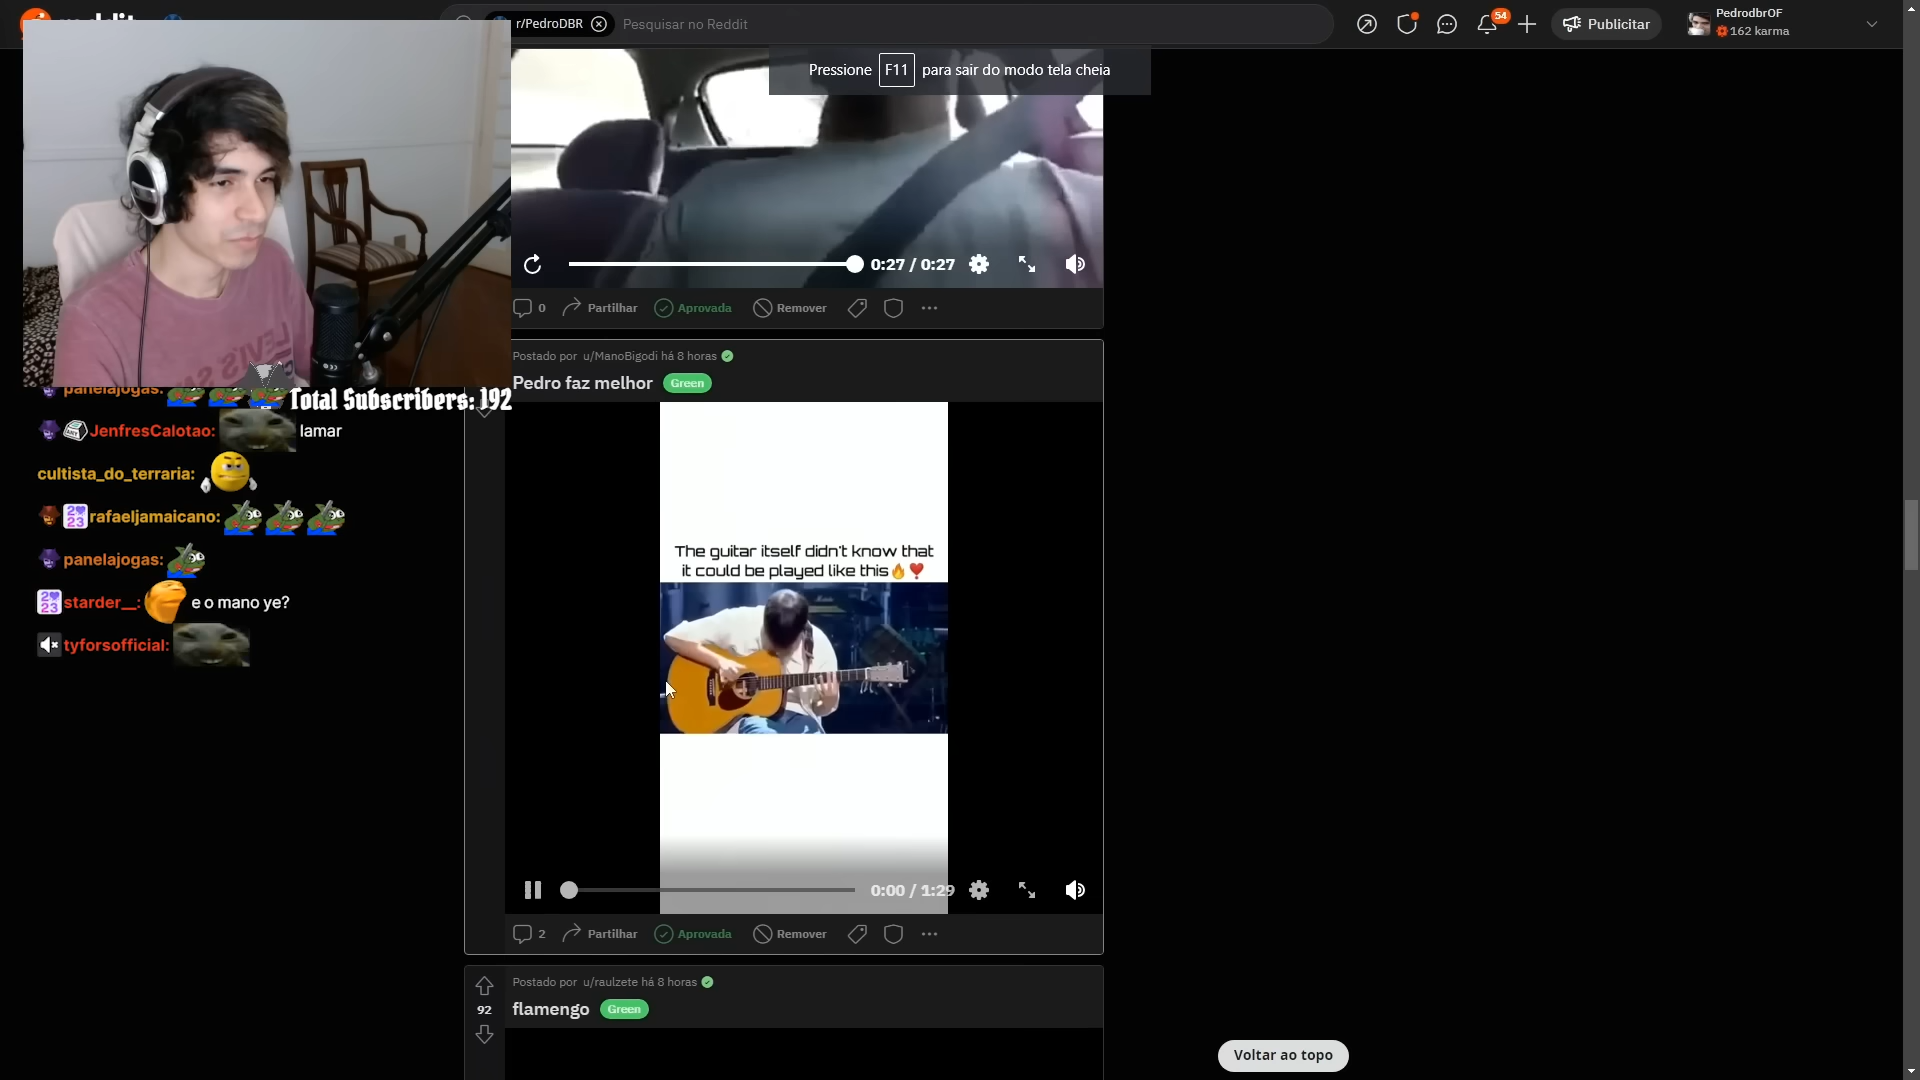 reddit
r/PedroDBR
Pesquisar no Reddit
54
Publicitar
PedrodbrOF
162 karma
Pressione F11 para sair do modo tela cheia
0:27 / 0:27
0 Partilhar Aprovada Remover
Postado por u/ManoBigodi há 8 horas
Pedro faz melhor Green
Total Subscribers: 192
panelajogas:
JenfresCalotao: lamar
cultista_do_terraria:
rafaeljamaicano:
panelajogas:
starder__: e o mano ye?
tyforsofficial:
The guitar itself didn't know that
it could be played like this🔥❣️
0:00 / 1:29
2 Partilhar Aprovada Remover
Postado por u/raulzete há 8 horas
92
flamengo Green
Voltar ao topo